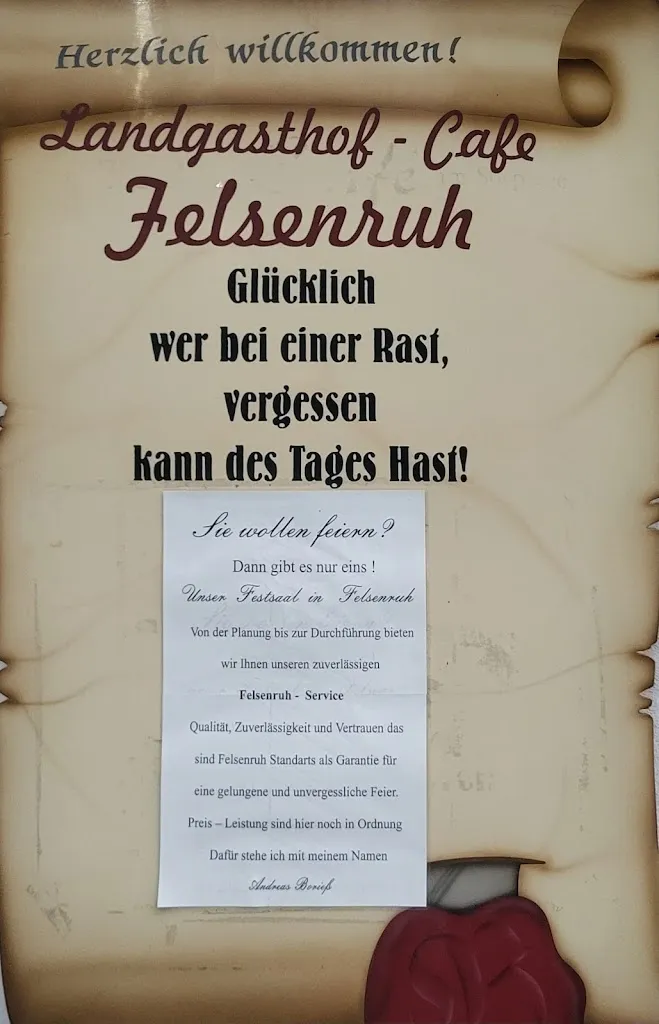 Herzlich willkommen!
Landgasthof - Cafe
Felsenruh
Glücklich
wer bei einer Rast,
vergessen
kann des Tages Hast!
Sie wollen feiern?
Dann gibt es nur eins !
Unser Festsaal in Felsenruh
Von der Planung bis zur Durchführung bieten
wir Ihnen unseren zuverlässigen
Felsenruh - Service
Qualität, Zuverlässigkeit und Vertrauen das
sind Felsenruh Standarts als Garantie für
eine gelungene und unvergessliche Feier.
Preis – Leistung sind hier noch in Ordnung
Dafür stehe ich mit meinem Namen
Andreas Borieß